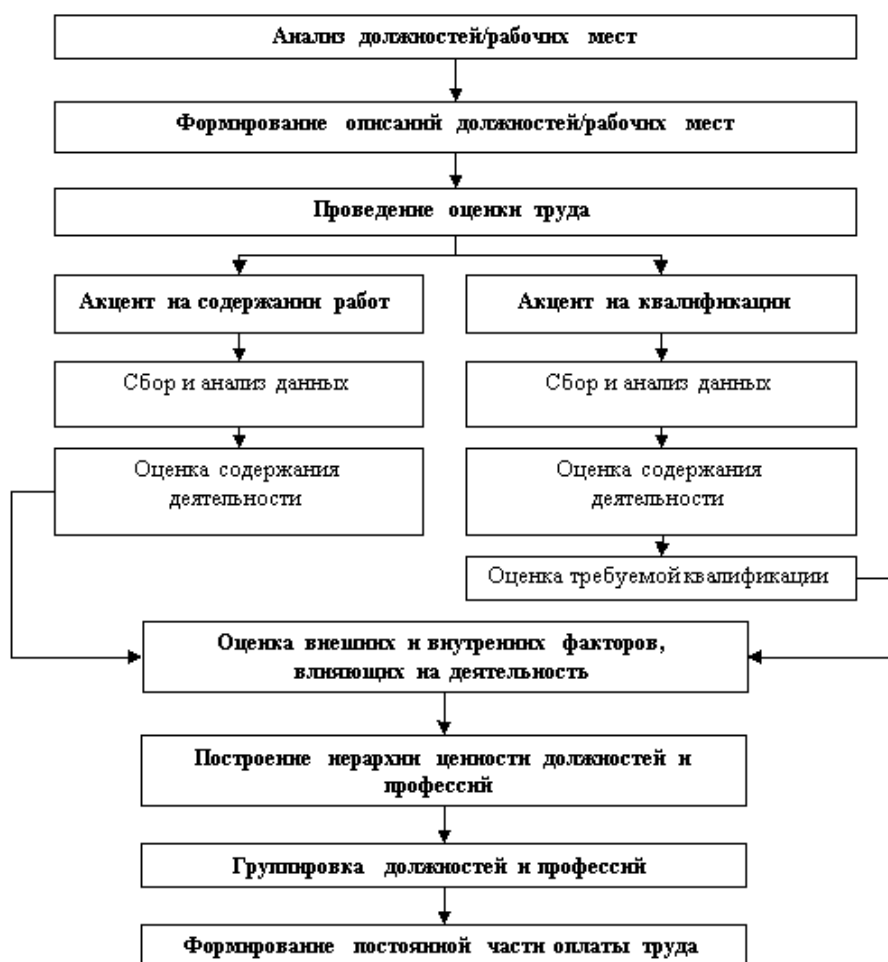 Анализ должностей/рабочих мест
Формирование описаний должностей/рабочих мест
Проведение оценки труда
Акцент на содержании работ
Акцент на квалификации
Сбор и анализ данных
Сбор и анализ данных
Оценка содержания
деятельности
Оценка содержания
деятельности
Оценка требуемой квалификации
Оценка внешних и внутренних факторов,
влияющих на деятельность
Построение иерархии ценности должностей и
профессий
Группировка должностей и профессий
Формирование постоянной части оплаты труда